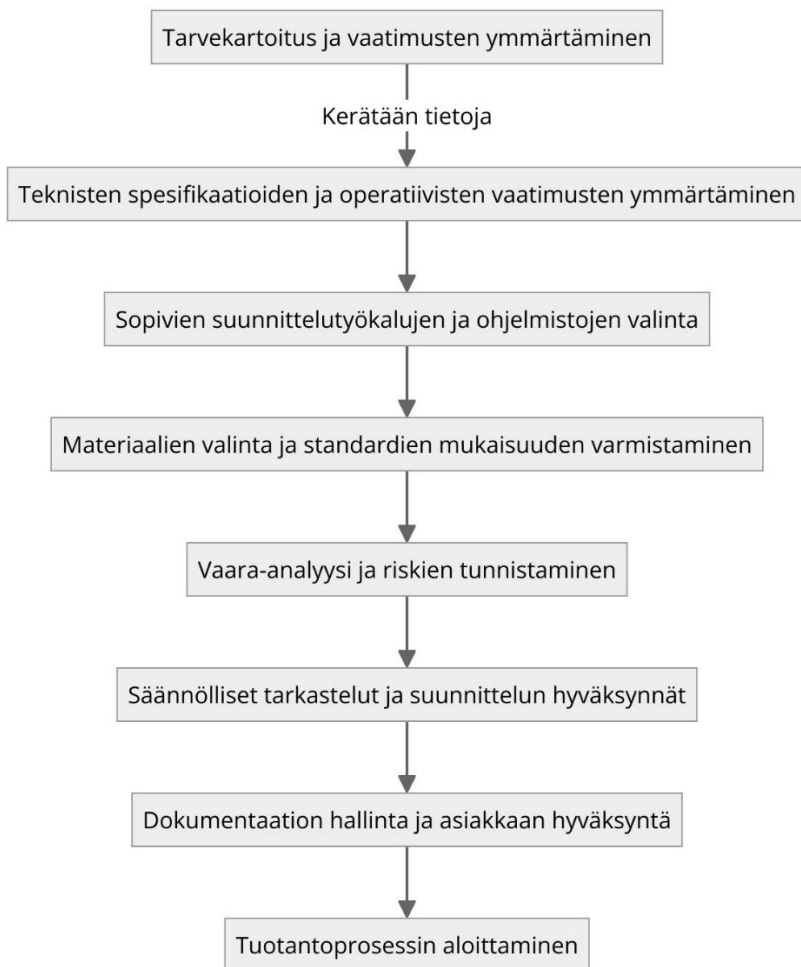 Tarvekartoitus ja vaatimusten ymmärtäminen
Kerätään tietoja
Teknisten spesifikaatioiden ja operatiivisten vaatimusten ymmärtäminen
Sopivien suunnittelutyökalujen ja ohjelmistojen valinta
Materiaalien valinta ja standardien mukaisuuden varmistaminen
Vaara-analyysi ja riskien tunnistaminen
Säännölliset tarkastelut ja suunnittelun hyväksynnät
Dokumentaation hallinta ja asiakkaan hyväksyntä
Tuotantoprosessin aloittaminen